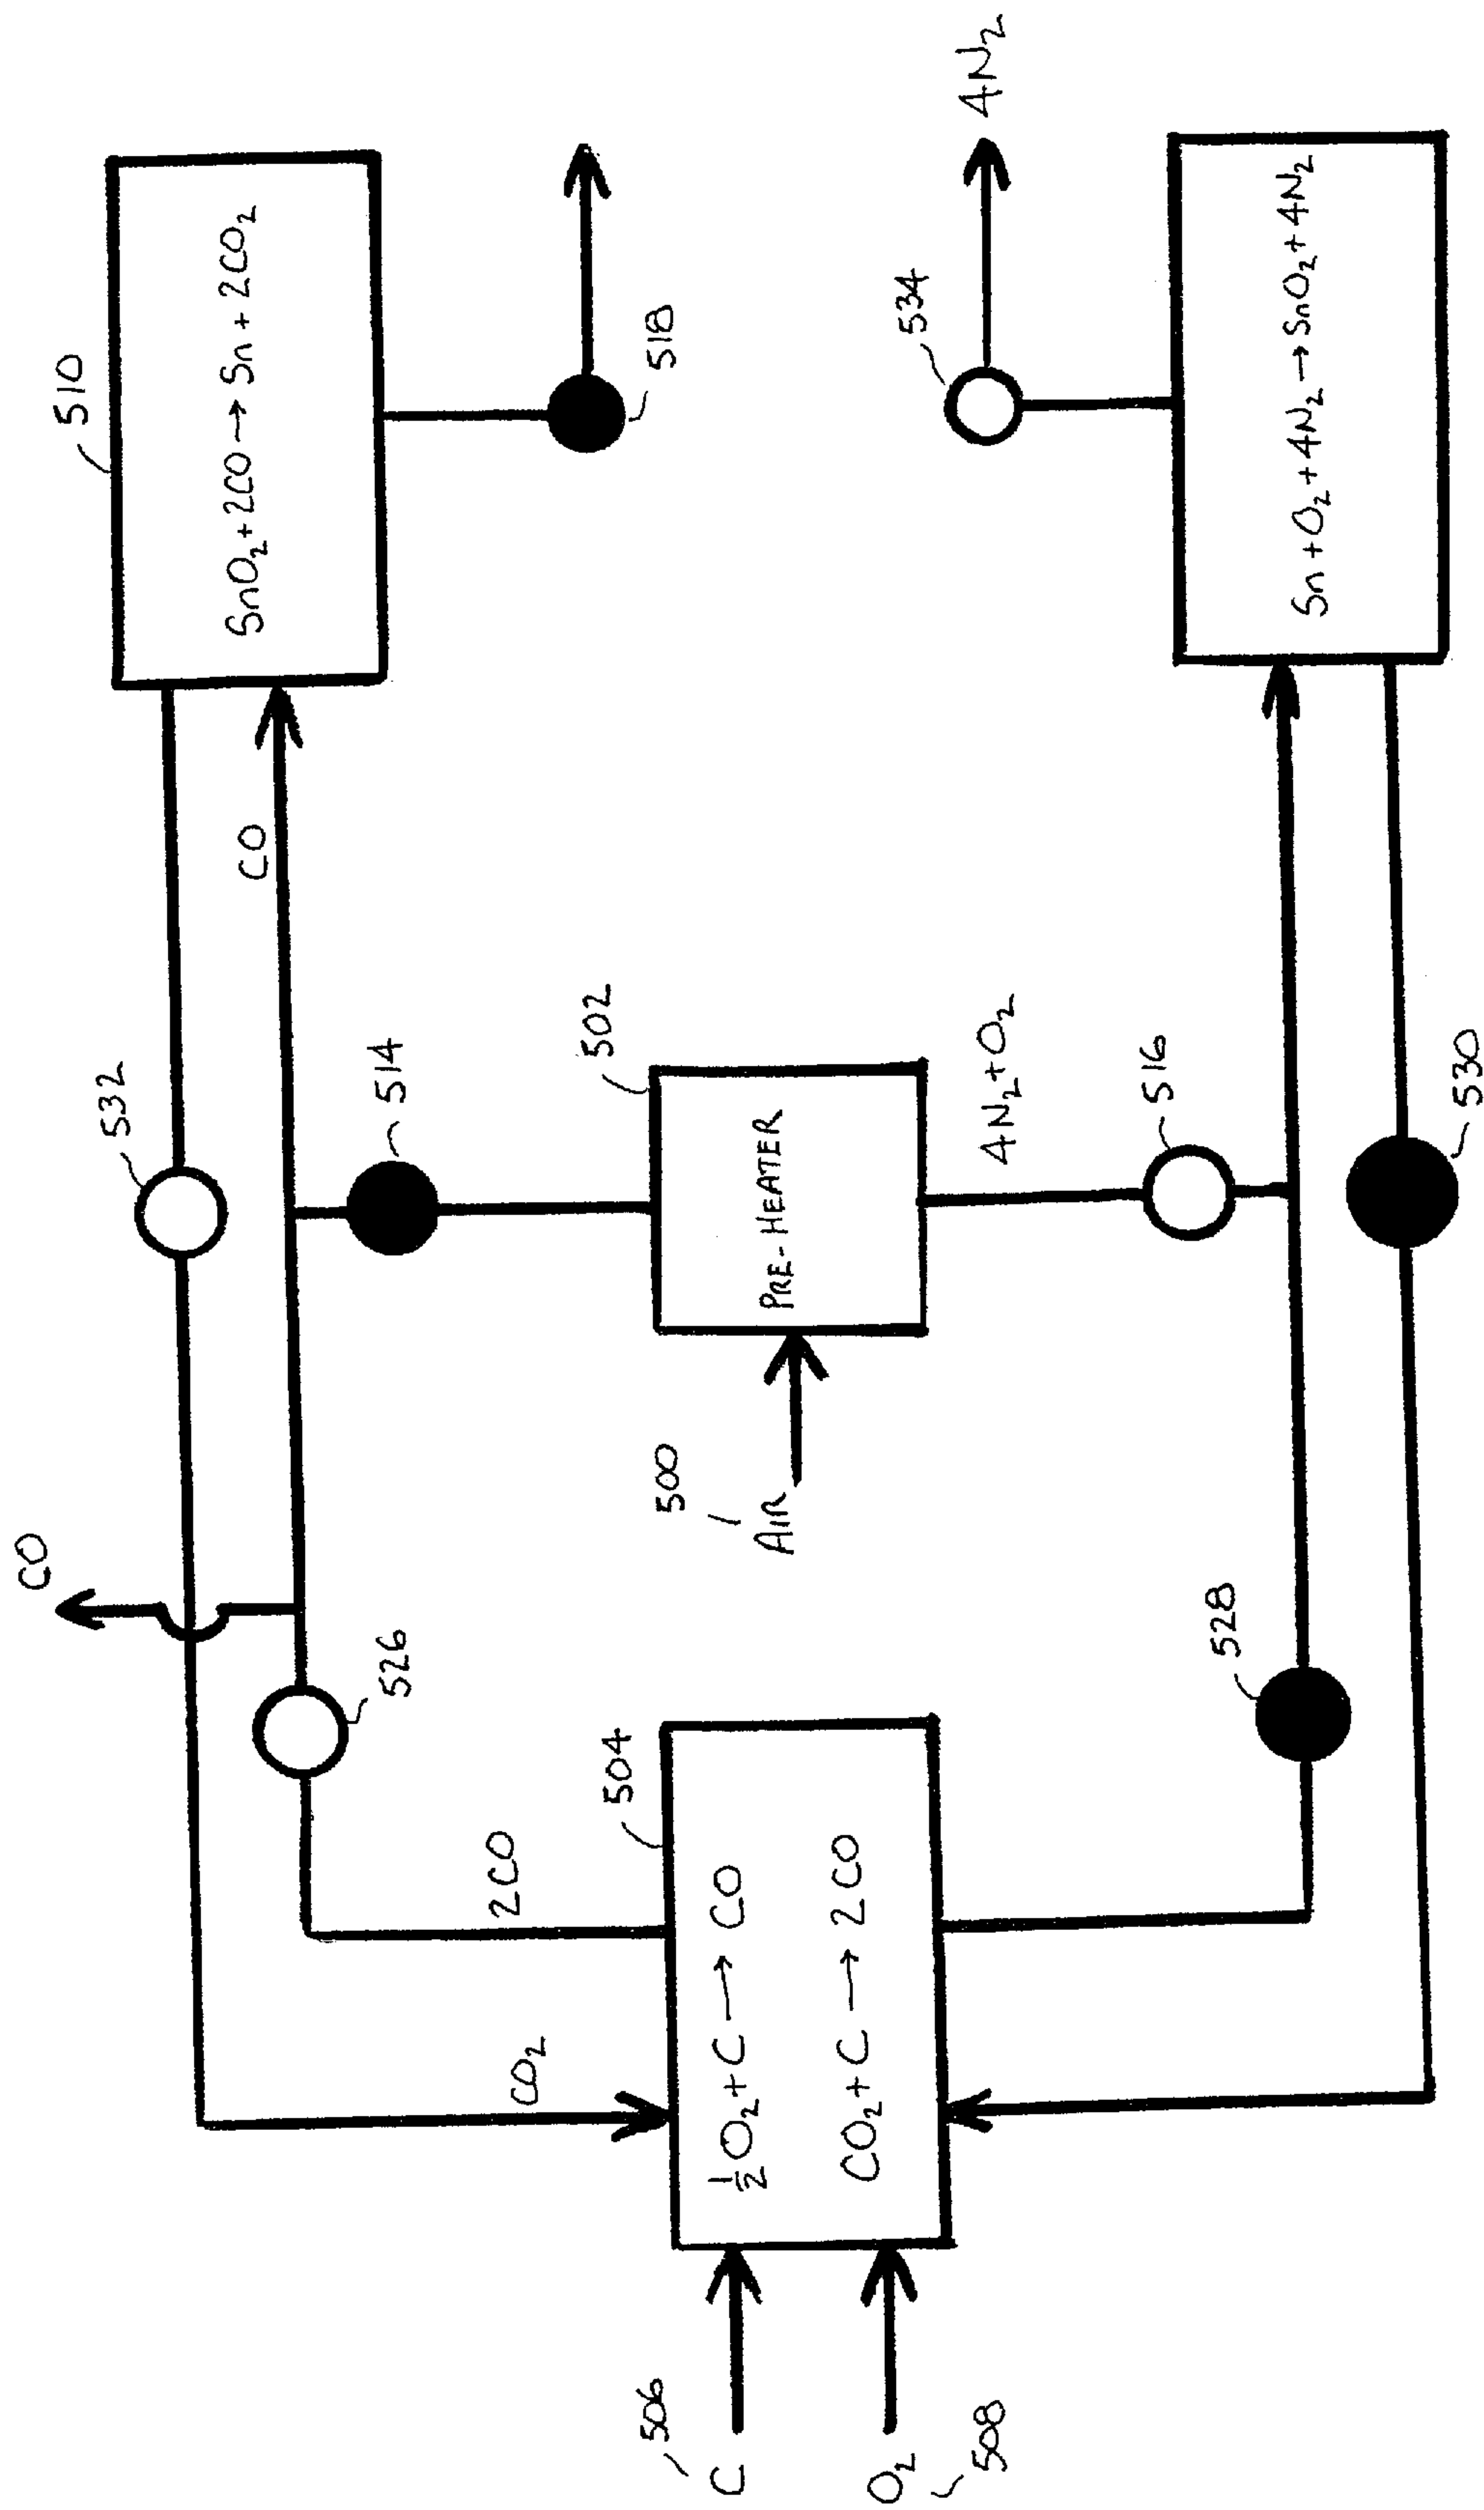 510
SnO₂+2CO→Sn+2CO₂
532
CO
CO
514
518
526
2CO
CO₂
502
PRE-HEATER
500
AIR
504
½O₂+C→CO
CO₂+C→2CO
506
C
O₂
508
4N₂+O₂
516
534
4N₂
528
Sn+O₂+4N₂→SnO₂+4N₂
530